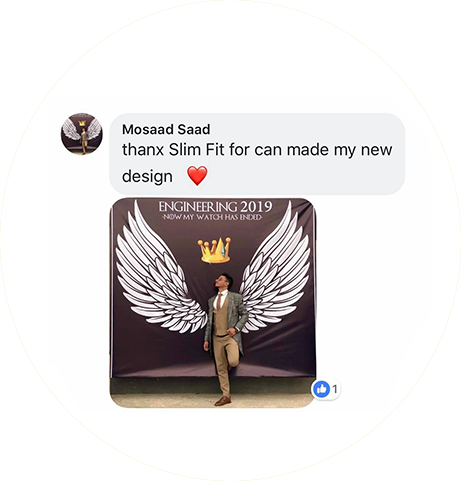 Mosaad Saad
thanx Slim Fit for can made my new
design ❤️
ENGINEERING 2019
·NOW MY WATCH HAS ENDED·
1